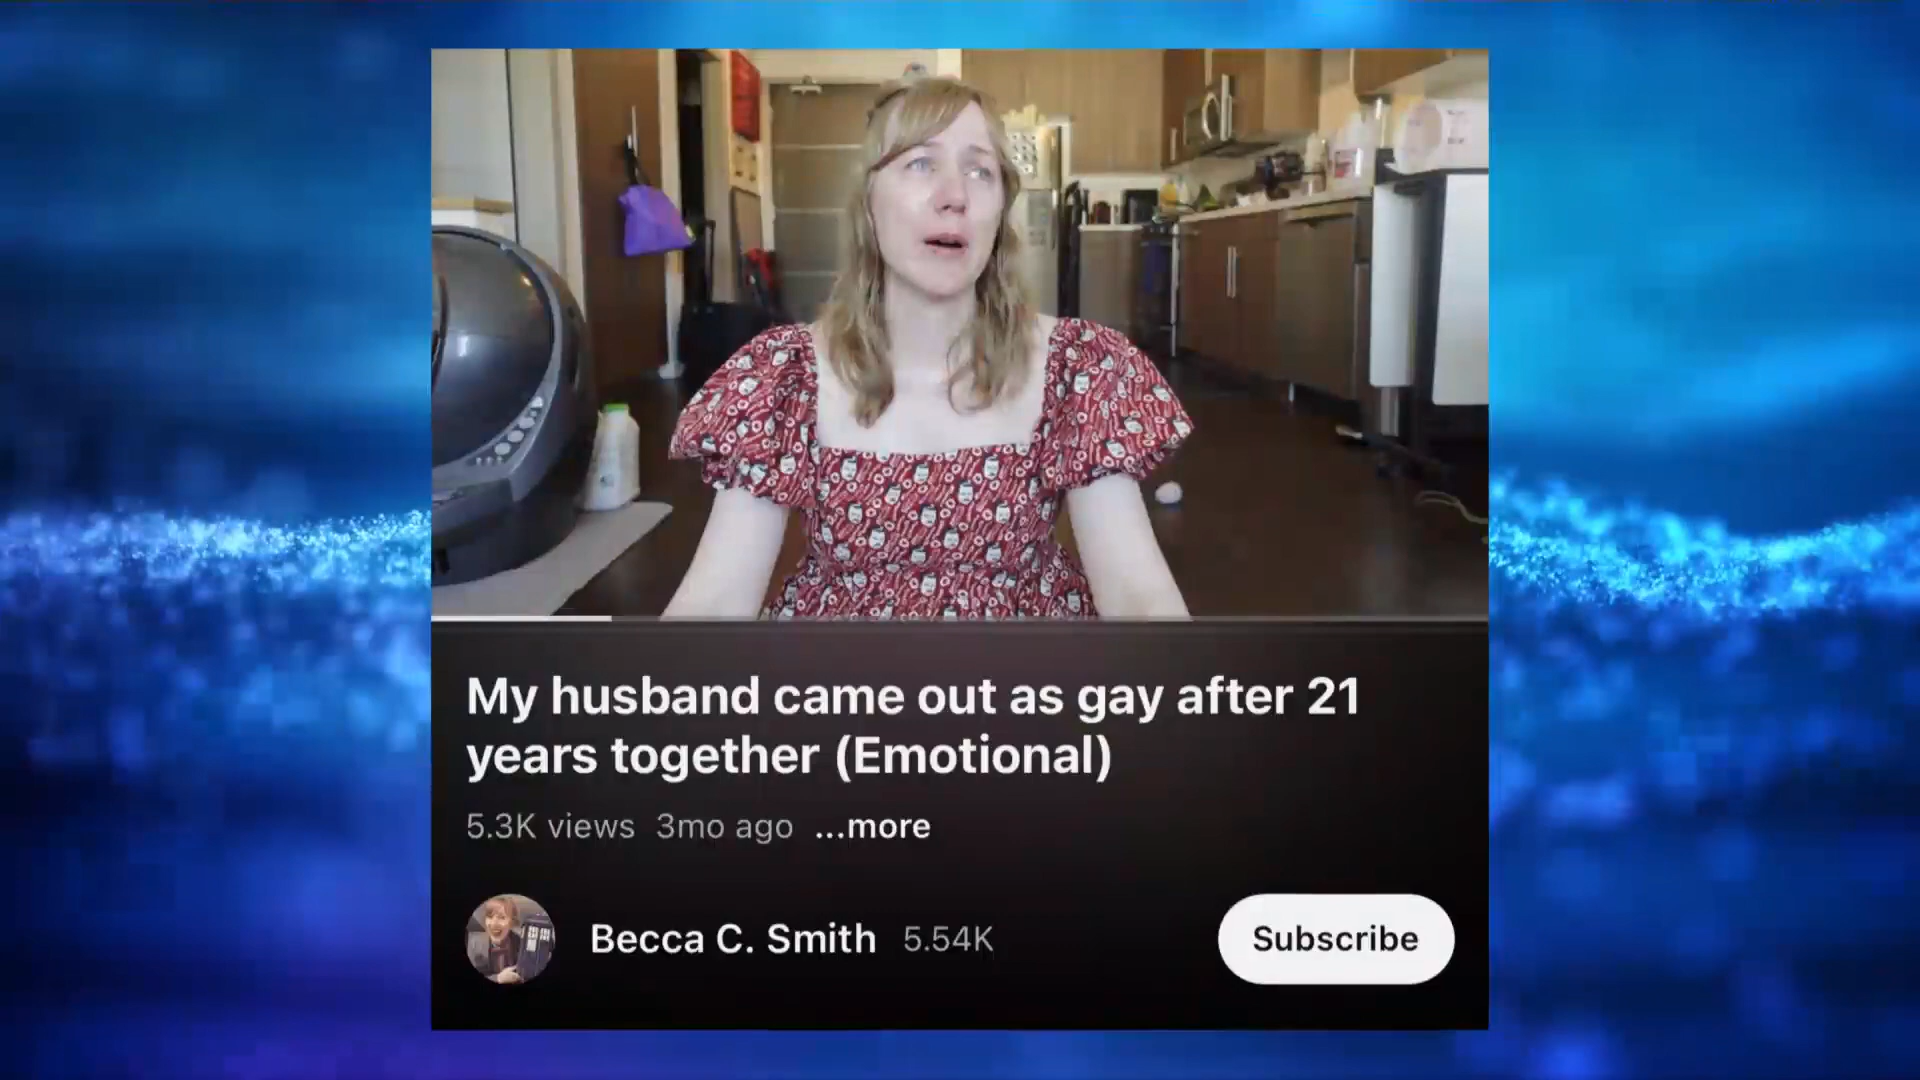 My husband came out as gay after 21
years together (Emotional)
5.3K views 3mo ago ...more
Becca C. Smith 5.54K
Subscribe